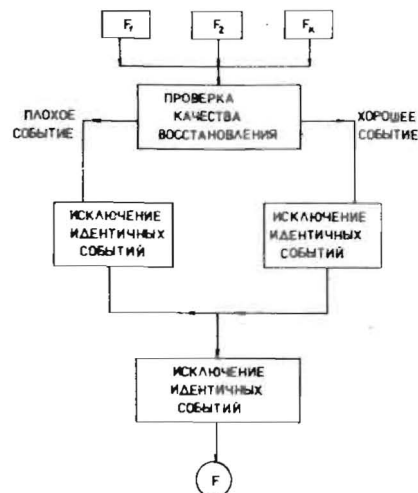 F₁ F₂ Fₖ
ПРОВЕРКА
КАЧЕСТВА
ВОССТАНОВЛЕНИЯ
ПЛОХОЕ
СОБЫТИЕ
ХОРОШЕЕ
СОБЫТИЕ
ИСКЛЮЧЕНИЕ
ИДЕНТИЧНЫХ
СОБЫТИЙ
ИСКЛЮЧЕНИЕ
ИДЕНТИЧНЫХ
СОБЫТИЙ
ИСКЛЮЧЕНИЕ
ИДЕНТИЧНЫХ
СОБЫТИЙ
F